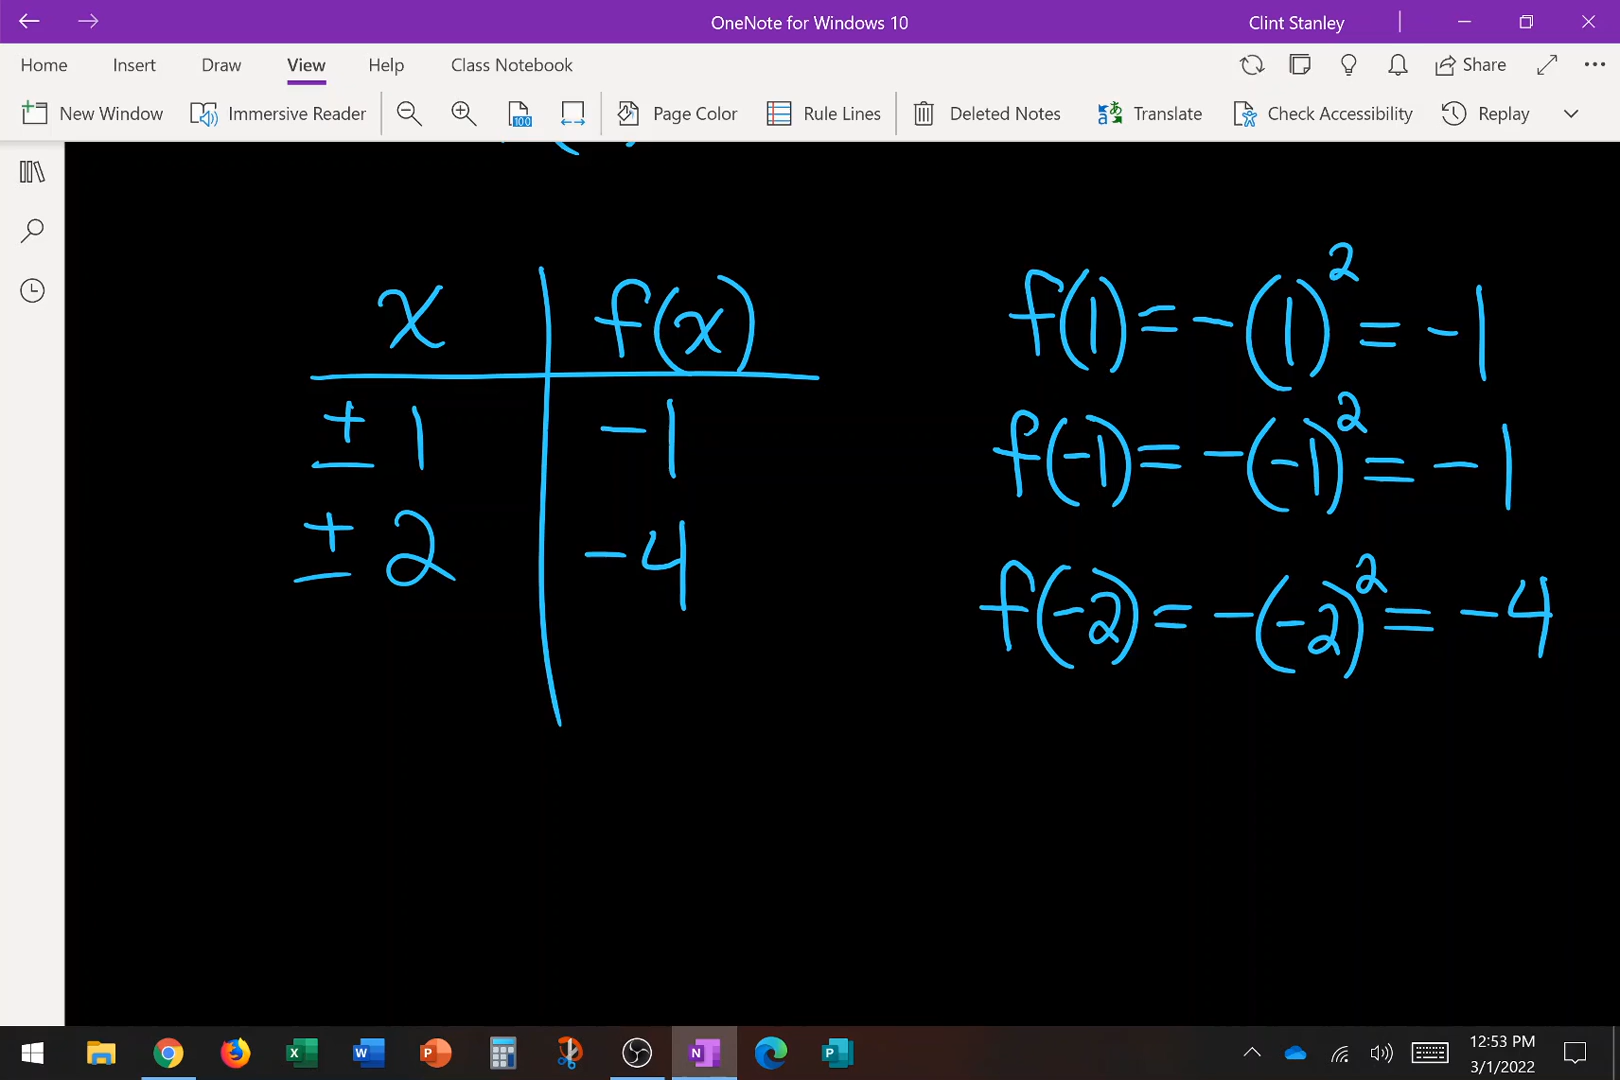 OneNote for Windows 10
Clint Stanley
Home Insert Draw View Help Class Notebook Share
New Window Immersive Reader 100 Page Color Rule Lines Deleted Notes Translate Check Accessibility Replay
x f(x)
± 1 -1
± 2 -4
f(1) = -(1)² = -1
f(-1) = -(-1)² = -1
f(-2) = -(-2)² = -4
12:53 PM
3/1/2022